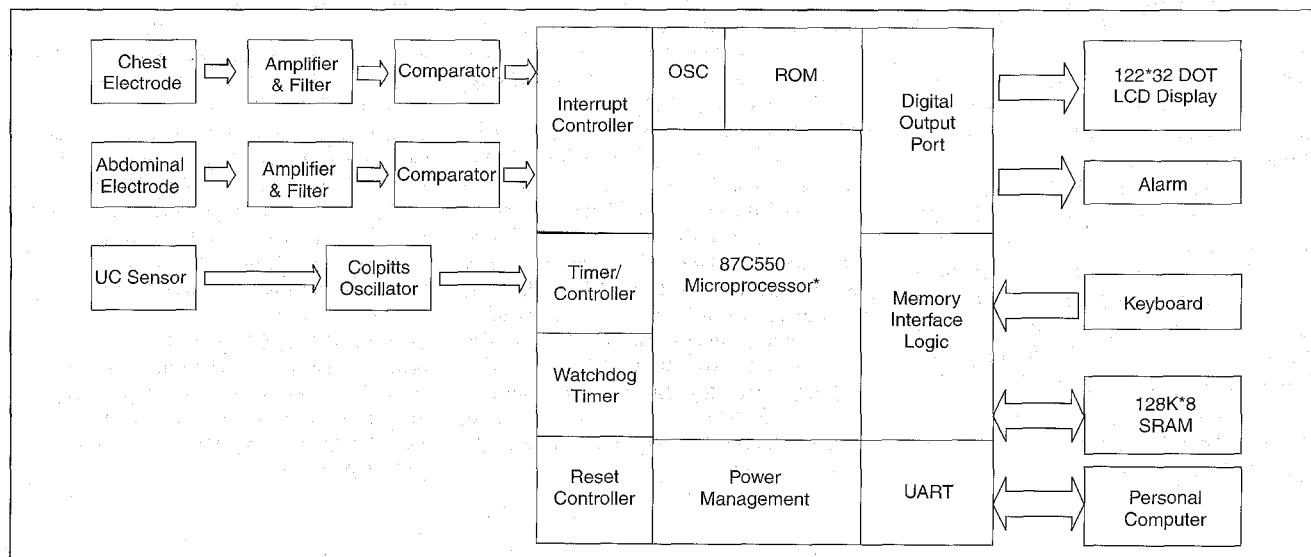 Chest
Electrode
Amplifier
& Filter
Comparator
Abdominal
Electrode
Amplifier
& Filter
Comparator
UC Sensor
Colpitts
Oscillator
Interrupt
Controller
Timer/
Controller
Watchdog
Timer
Reset
Controller
OSC
ROM
87C550
Microprocessor*
Power
Management
Digital
Output
Port
Memory
Interface
Logic
UART
122*32 DOT
LCD Display
Alarm
Keyboard
128K*8
SRAM
Personal
Computer